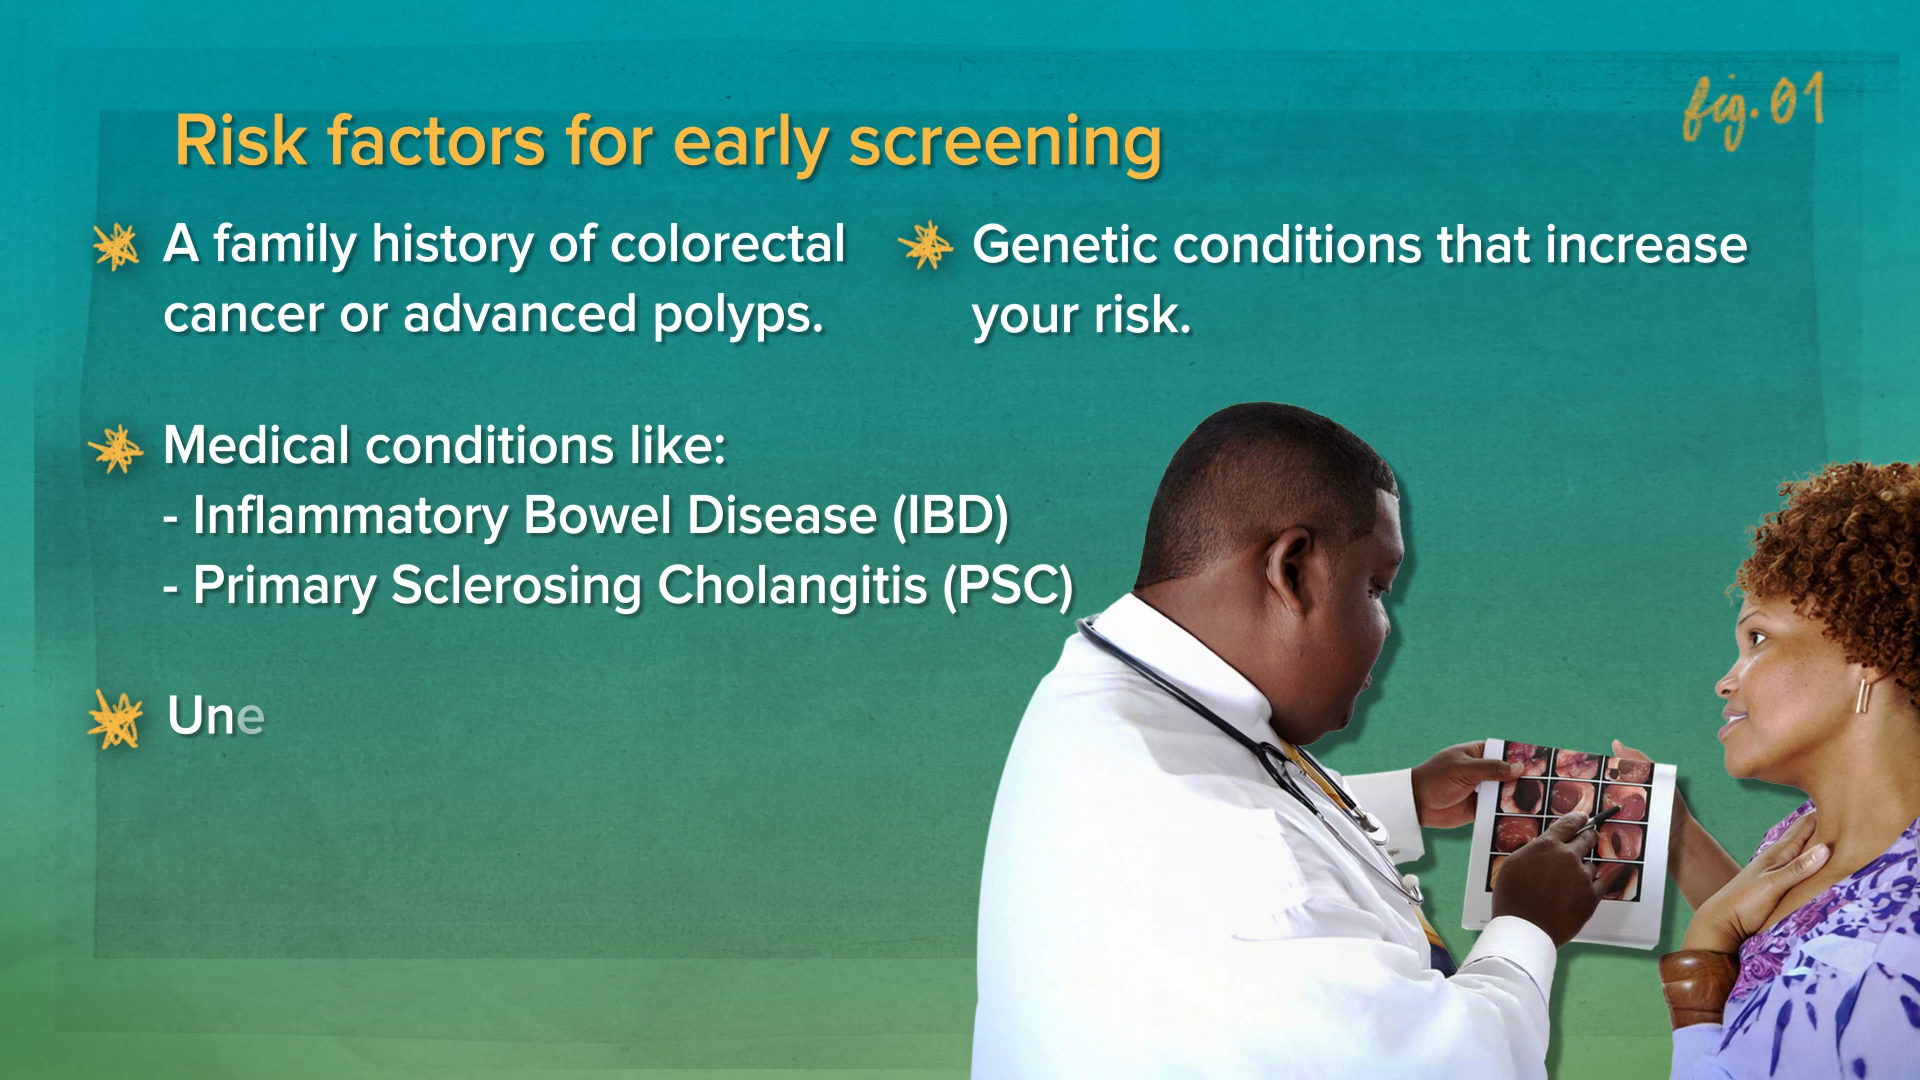 fig. 01
Risk factors for early screening
A family history of colorectal
cancer or advanced polyps.
Genetic conditions that increase
your risk.
Medical conditions like:
- Inflammatory Bowel Disease (IBD)
- Primary Sclerosing Cholangitis (PSC)
Une